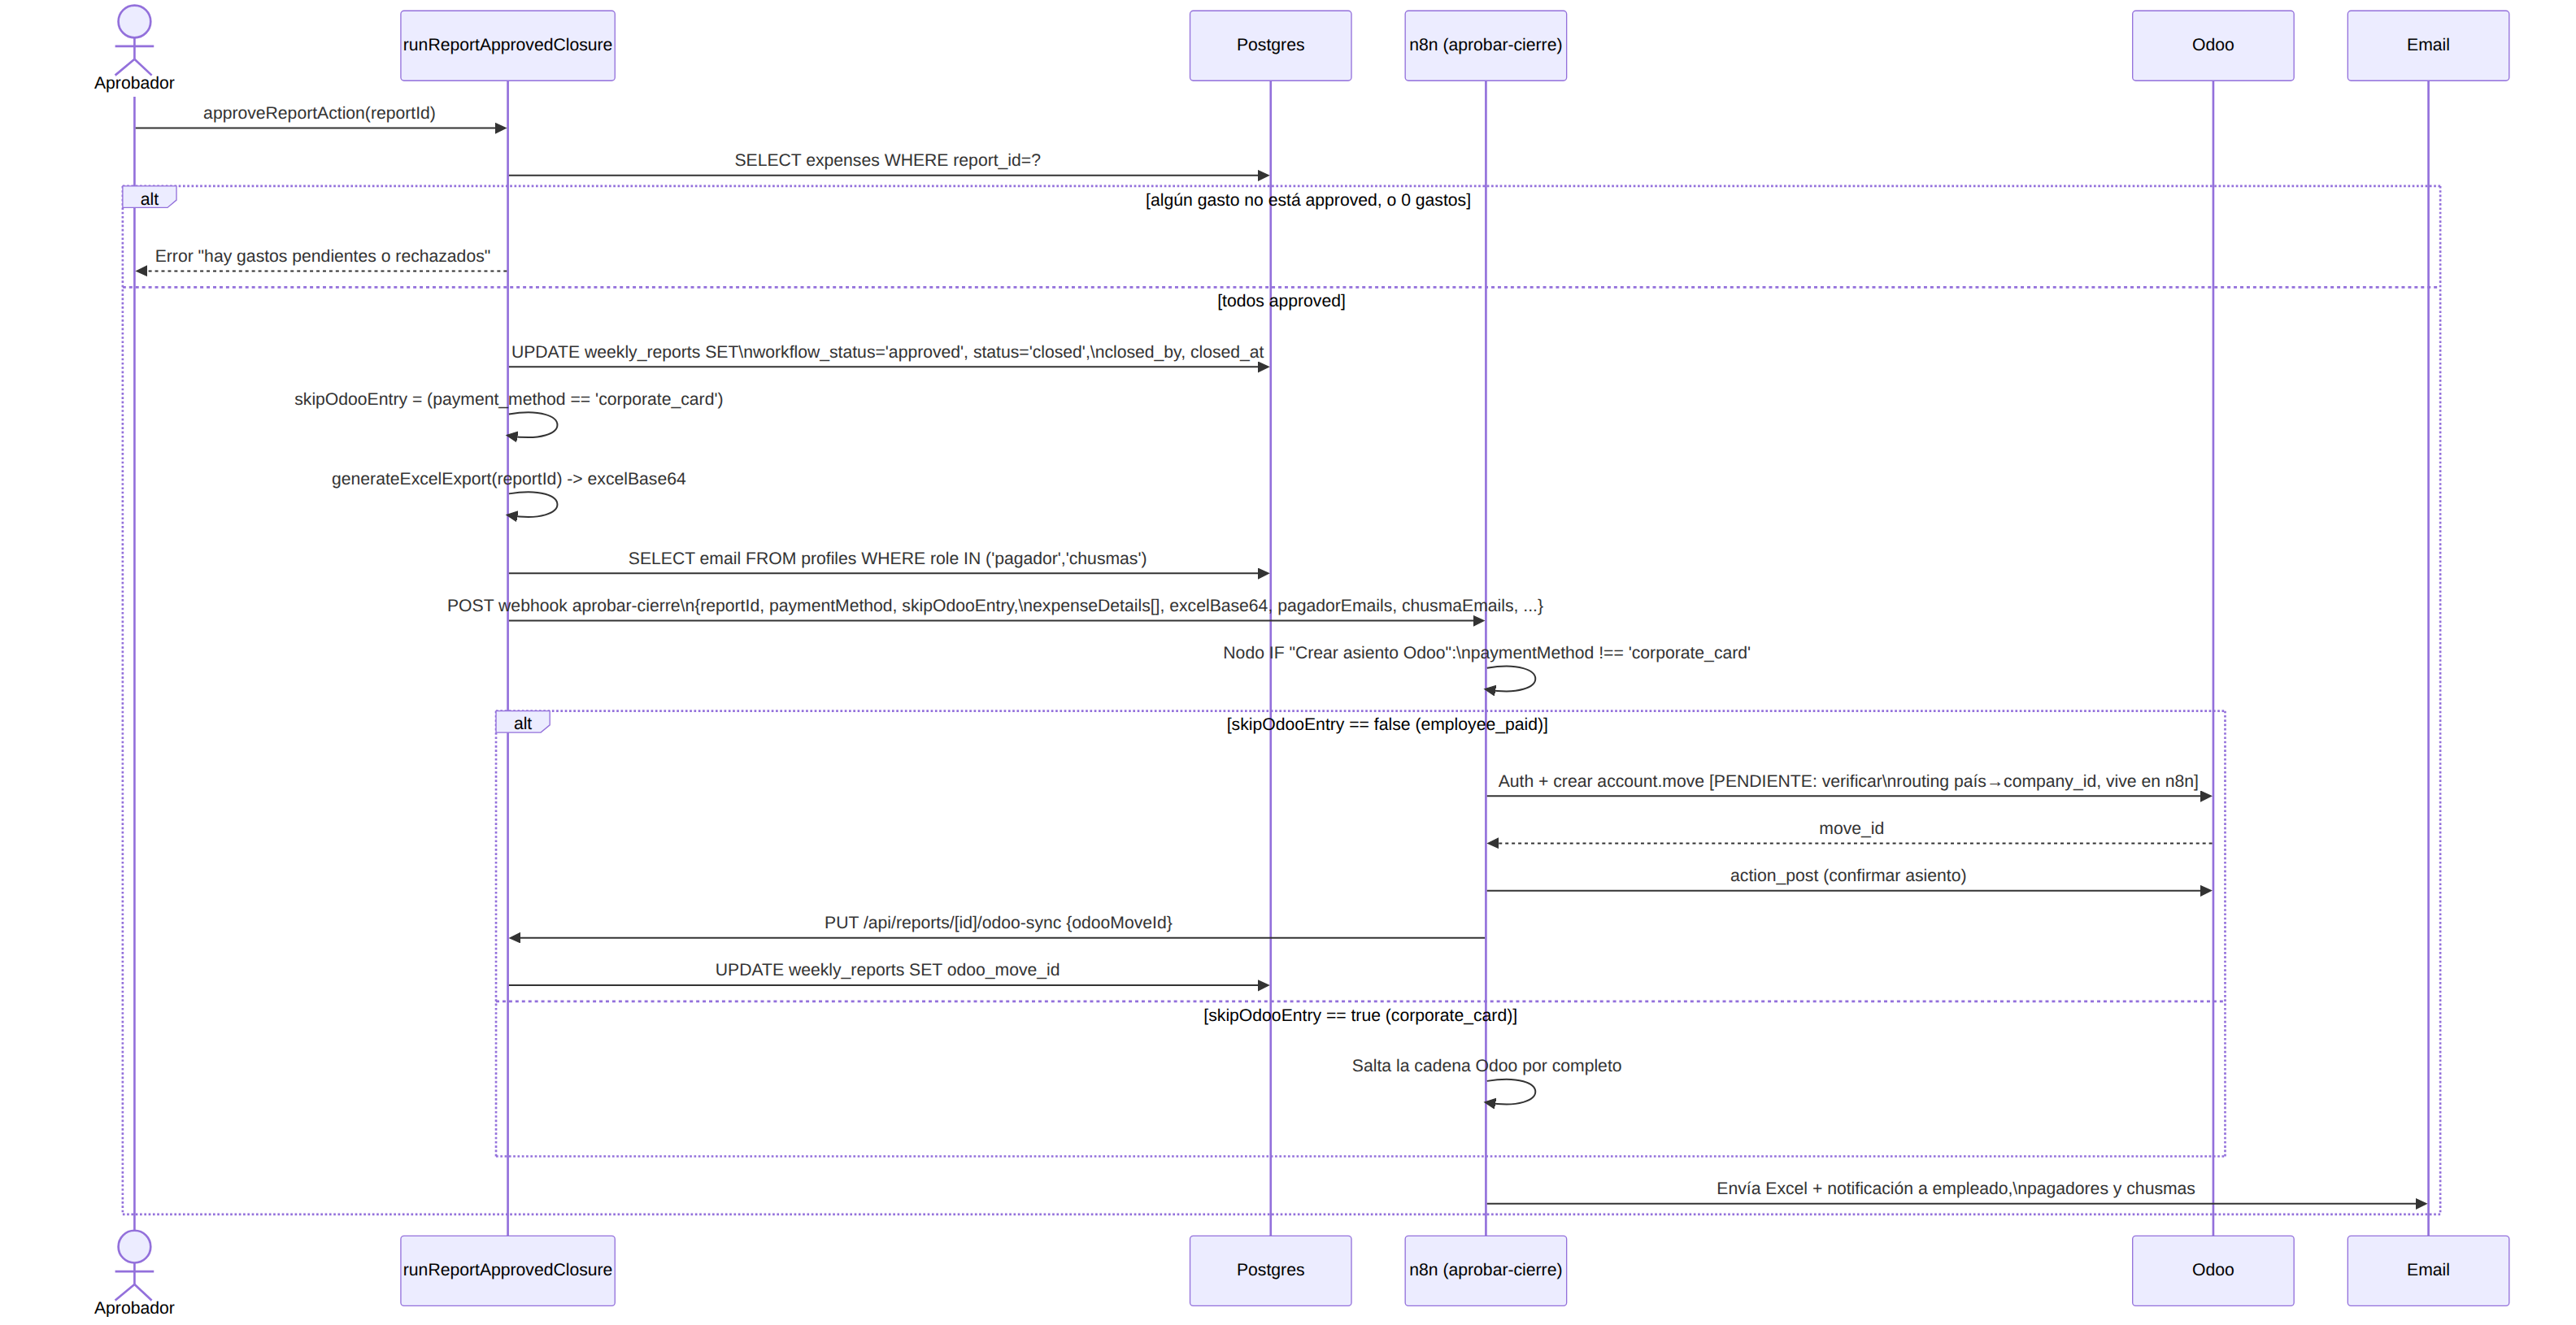 Aprobador
runReportApprovedClosure
Postgres
n8n (aprobar-cierre)
Odoo
Email
approveReportAction(reportId)
SELECT expenses WHERE report_id=?
alt
[algún gasto no está approved, o 0 gastos]
Error "hay gastos pendientes o rechazados"
[todos approved]
UPDATE weekly_reports SET\nworkflow_status='approved', status='closed',\nclosed_by, closed_at
skipOdooEntry = (payment_method == 'corporate_card')
generateExcelExport(reportId) -> excelBase64
SELECT email FROM profiles WHERE role IN ('pagador','chusmas')
POST webhook aprobar-cierre\n{reportId, paymentMethod, skipOdooEntry,\nexpenseDetails[], excelBase64, pagadorEmails, chusmaEmails, ...}
Nodo IF "Crear asiento Odoo":\npaymentMethod !== 'corporate_card'
alt
[skipOdooEntry == false (employee_paid)]
Auth + crear account.move [PENDIENTE: verificar\nrouting país→company_id, vive en n8n]
move_id
action_post (confirmar asiento)
PUT /api/reports/[id]/odoo-sync {odooMoveId}
UPDATE weekly_reports SET odoo_move_id
[skipOdooEntry == true (corporate_card)]
Salta la cadena Odoo por completo
Envía Excel + notificación a empleado,\npagadores y chusmas
Aprobador
runReportApprovedClosure
Postgres
n8n (aprobar-cierre)
Odoo
Email